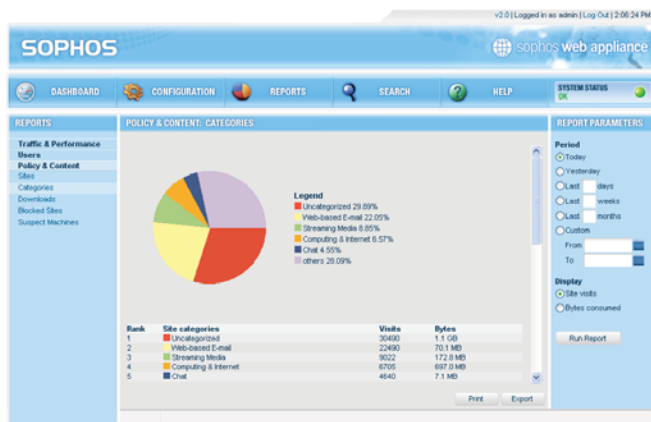 v2.0 | Logged in as admin | Log Out | 2:06:24 PM
SOPHOS
sophos web appliance
DASHBOARD
CONFIGURATION
REPORTS
SEARCH
HELP
SYSTEM STATUS
OK
REPORTS
Traffic & Performance
Users
Policy & Content
Sites
Categories
Downloads
Blocked Sites
Suspect Machines
POLICY & CONTENT: CATEGORIES
Legend
Uncategorized 29.89%
Web-based E-mail 22.05%
Streaming Media 8.85%
Computing & Internet 6.57%
Chat 4.55%
others 28.09%
Rank Site categories Visits Bytes
1 Uncategorized 30490 1.1 GB
2 Web-based E-mail 22490 70.1 MB
3 Streaming Media 9022 172.8 MB
4 Computing & Internet 6705 697.0 MB
5 Chat 4640 7.1 MB
Print Export
REPORT PARAMETERS
Period
Today
Yesterday
Last days
Last weeks
Last months
Custom
From
To
Display
Site visits
Bytes consumed
Run Report